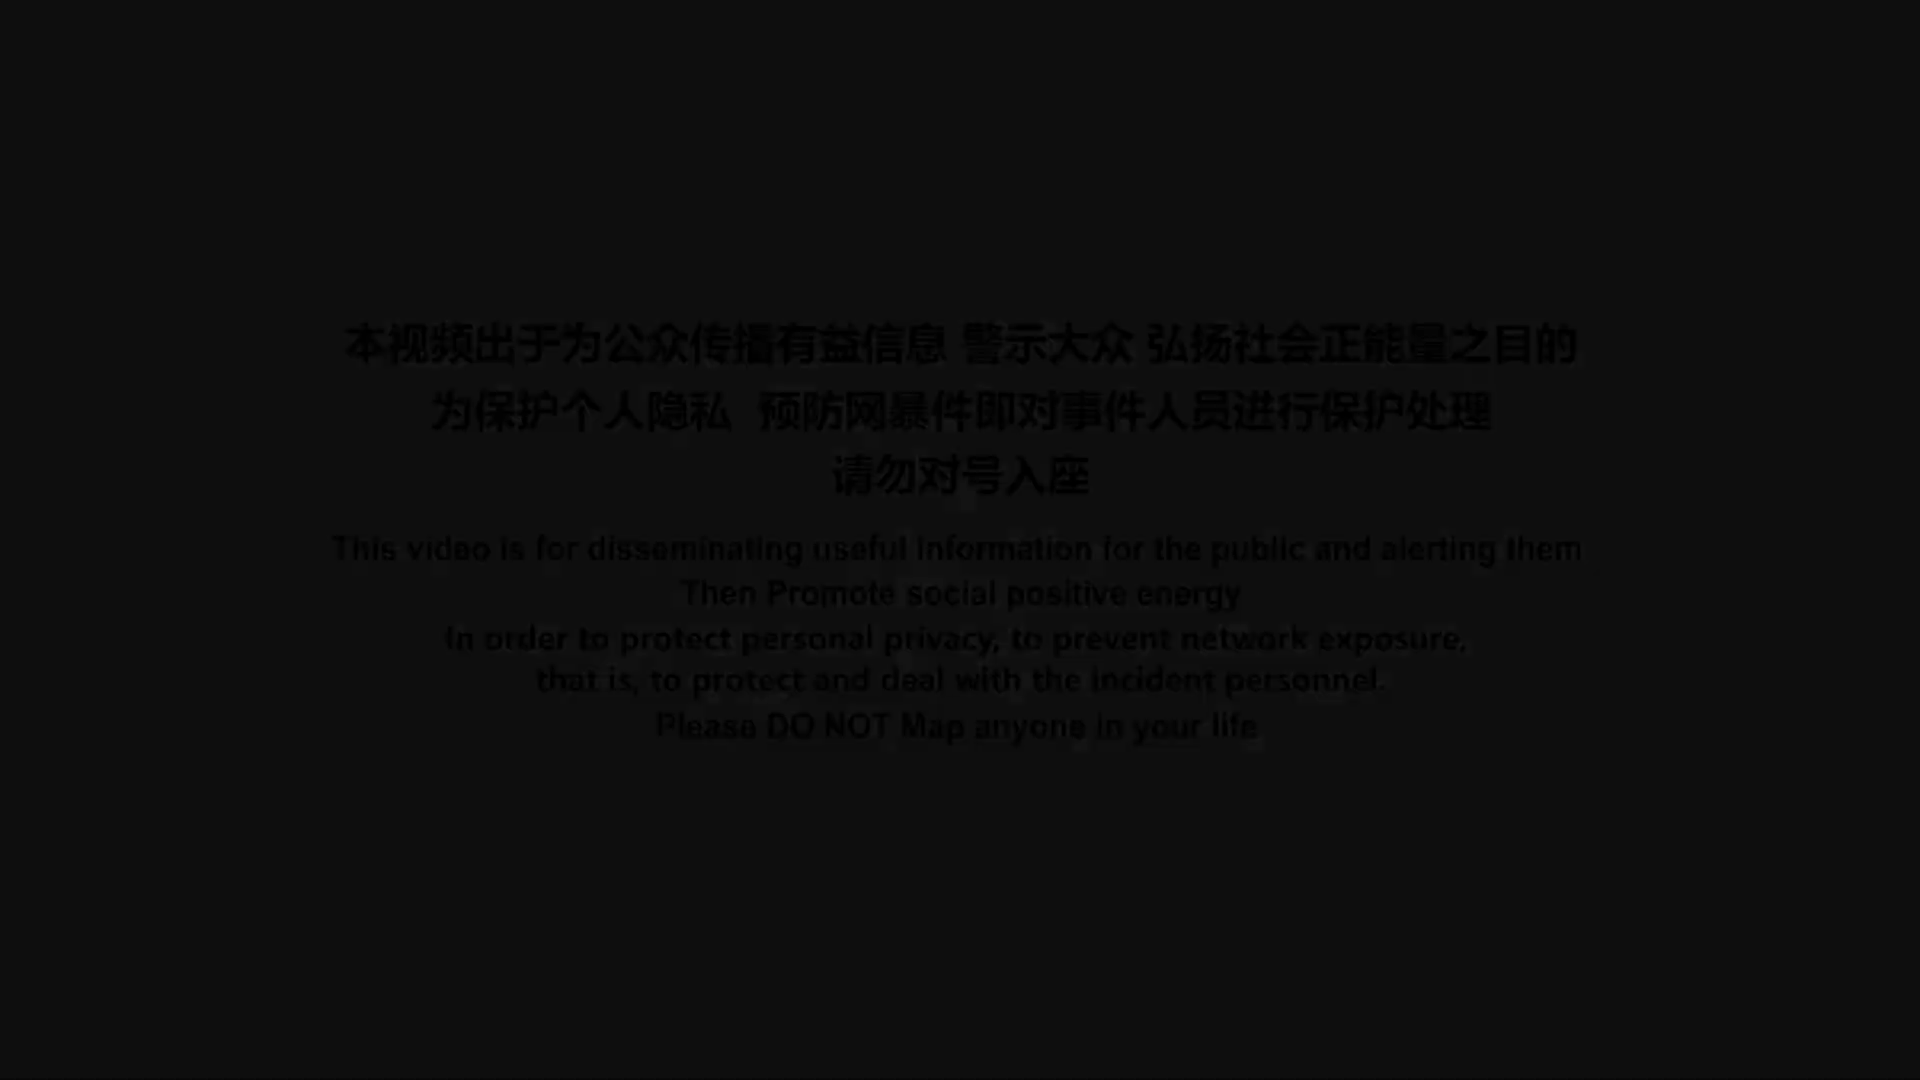 本视频出于为公众传播有益信息 警示大众 弘扬社会正能量之目的
为保护个人隐私 预防网暴件即对事件人员进行保护处理
请勿对号入座
This video is for disseminating useful information for the public and alerting them
Then Promote social positive energy
In order to protect personal privacy, to prevent network exposure,
that is, to protect and deal with the incident personnel.
Please DO NOT Map anyone in your life